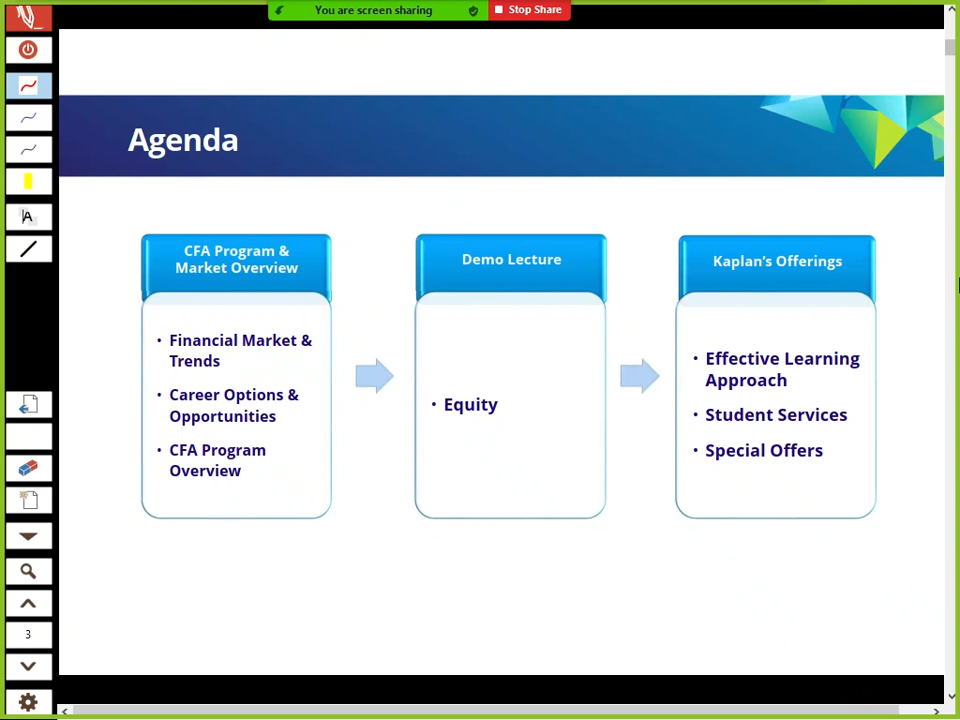 You are screen sharing
Stop Share
Agenda
CFA Program &
Market Overview
• Financial Market &
Trends
• Career Options &
Opportunities
• CFA Program
Overview
Demo Lecture
• Equity
Kaplan's Offerings
• Effective Learning
Approach
• Student Services
• Special Offers
A
3